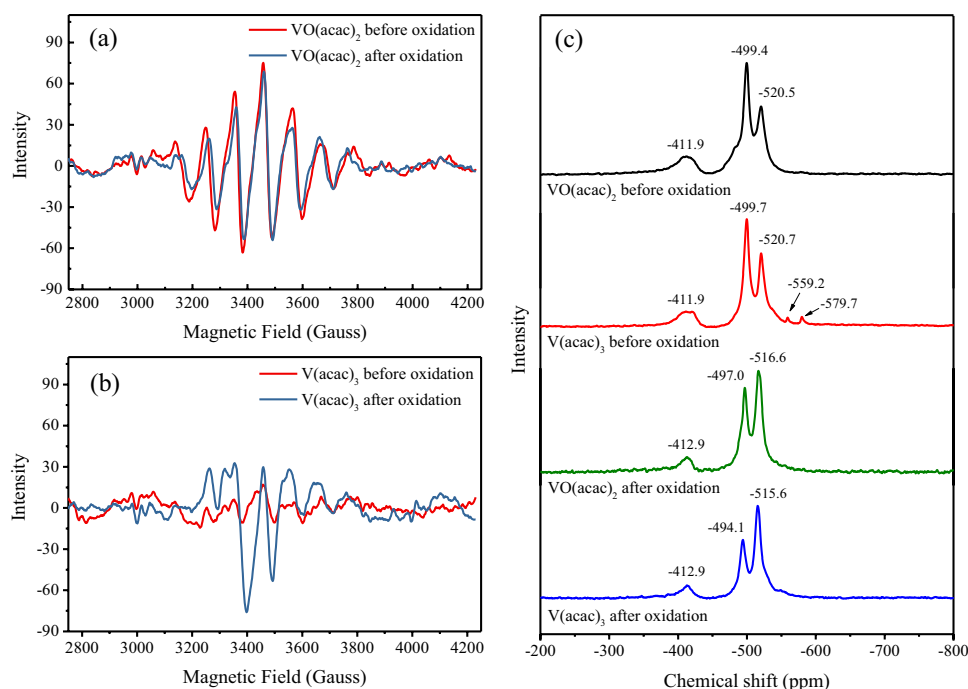 (a)
VO(acac)₂ before oxidation
VO(acac)₂ after oxidation
90
60
30
0
-30
-60
-90
Intensity
2800 3000 3200 3400 3600 3800 4000 4200
Magnetic Field (Gauss)
(b)
V(acac)₃ before oxidation
V(acac)₃ after oxidation
90
60
30
0
-30
-60
-90
Intensity
2800 3000 3200 3400 3600 3800 4000 4200
Magnetic Field (Gauss)
(c)
-499.4
-520.5
-411.9
VO(acac)₂ before oxidation
-499.7
-520.7
-559.2
-579.7
-411.9
V(acac)₃ before oxidation
Intensity
-516.6
-497.0
-412.9
VO(acac)₂ after oxidation
-515.6
-494.1
-412.9
V(acac)₃ after oxidation
-200 -300 -400 -500 -600 -700 -800
Chemical shift (ppm)